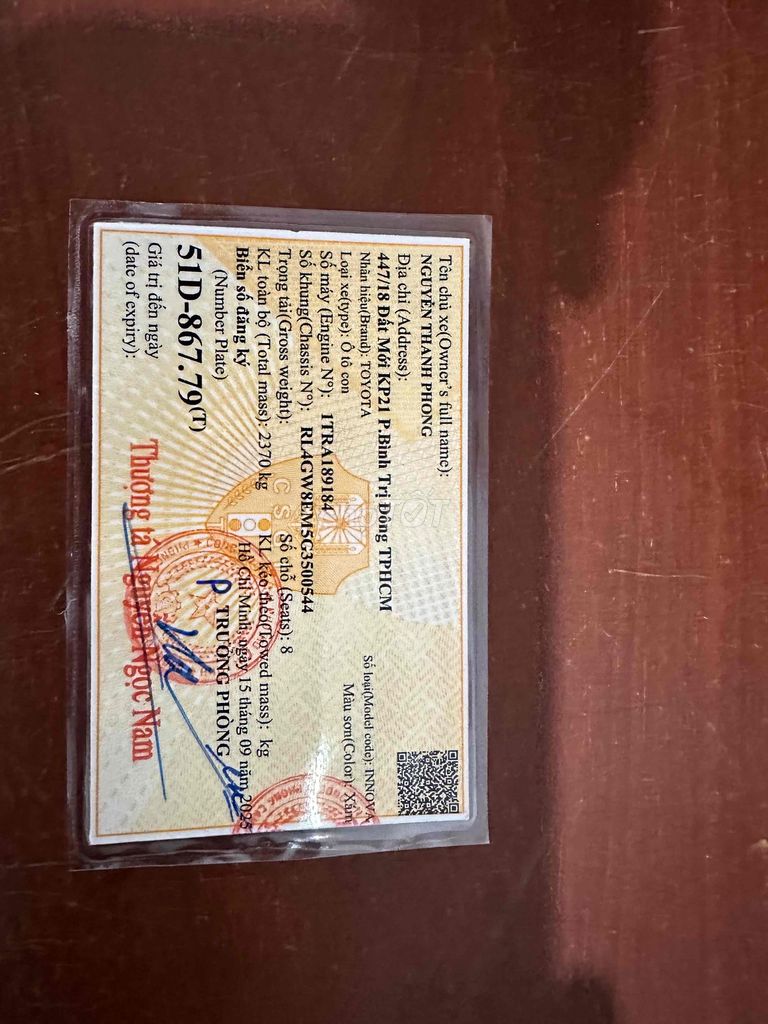 Tên chủ xe(Owner's full name):
NGUYỄN THANH PHONG
Địa chỉ (Address):
447/18 Đất Mới KP21 P.Bình Trị Đông TPHCM
Nhãn hiệu(Brand): TOYOTA Số loại(Model code): INNOVA
Loại xe(type): Ô tô con Màu sơn(Color): Xám
Số máy (Engine N°): 1TRA189184
Số khung(Chassis N°): RL4GW8EM5G3500544
Trọng tải(Gross weight): Số chỗ (Seats): 8
KL toàn bộ (Total mass): 2370 kg KL kéo theo(Towed mass): kg
Biển số đăng ký Hồ Chí Minh, ngày 15 tháng 09 năm 2025
(Number Plate) P TRƯỞNG PHÒNG
51D-867.79(T)
Giá trị đến ngày
(date of expiry):
Thượng tá Nguyễn Ngọc Nam
CSGT